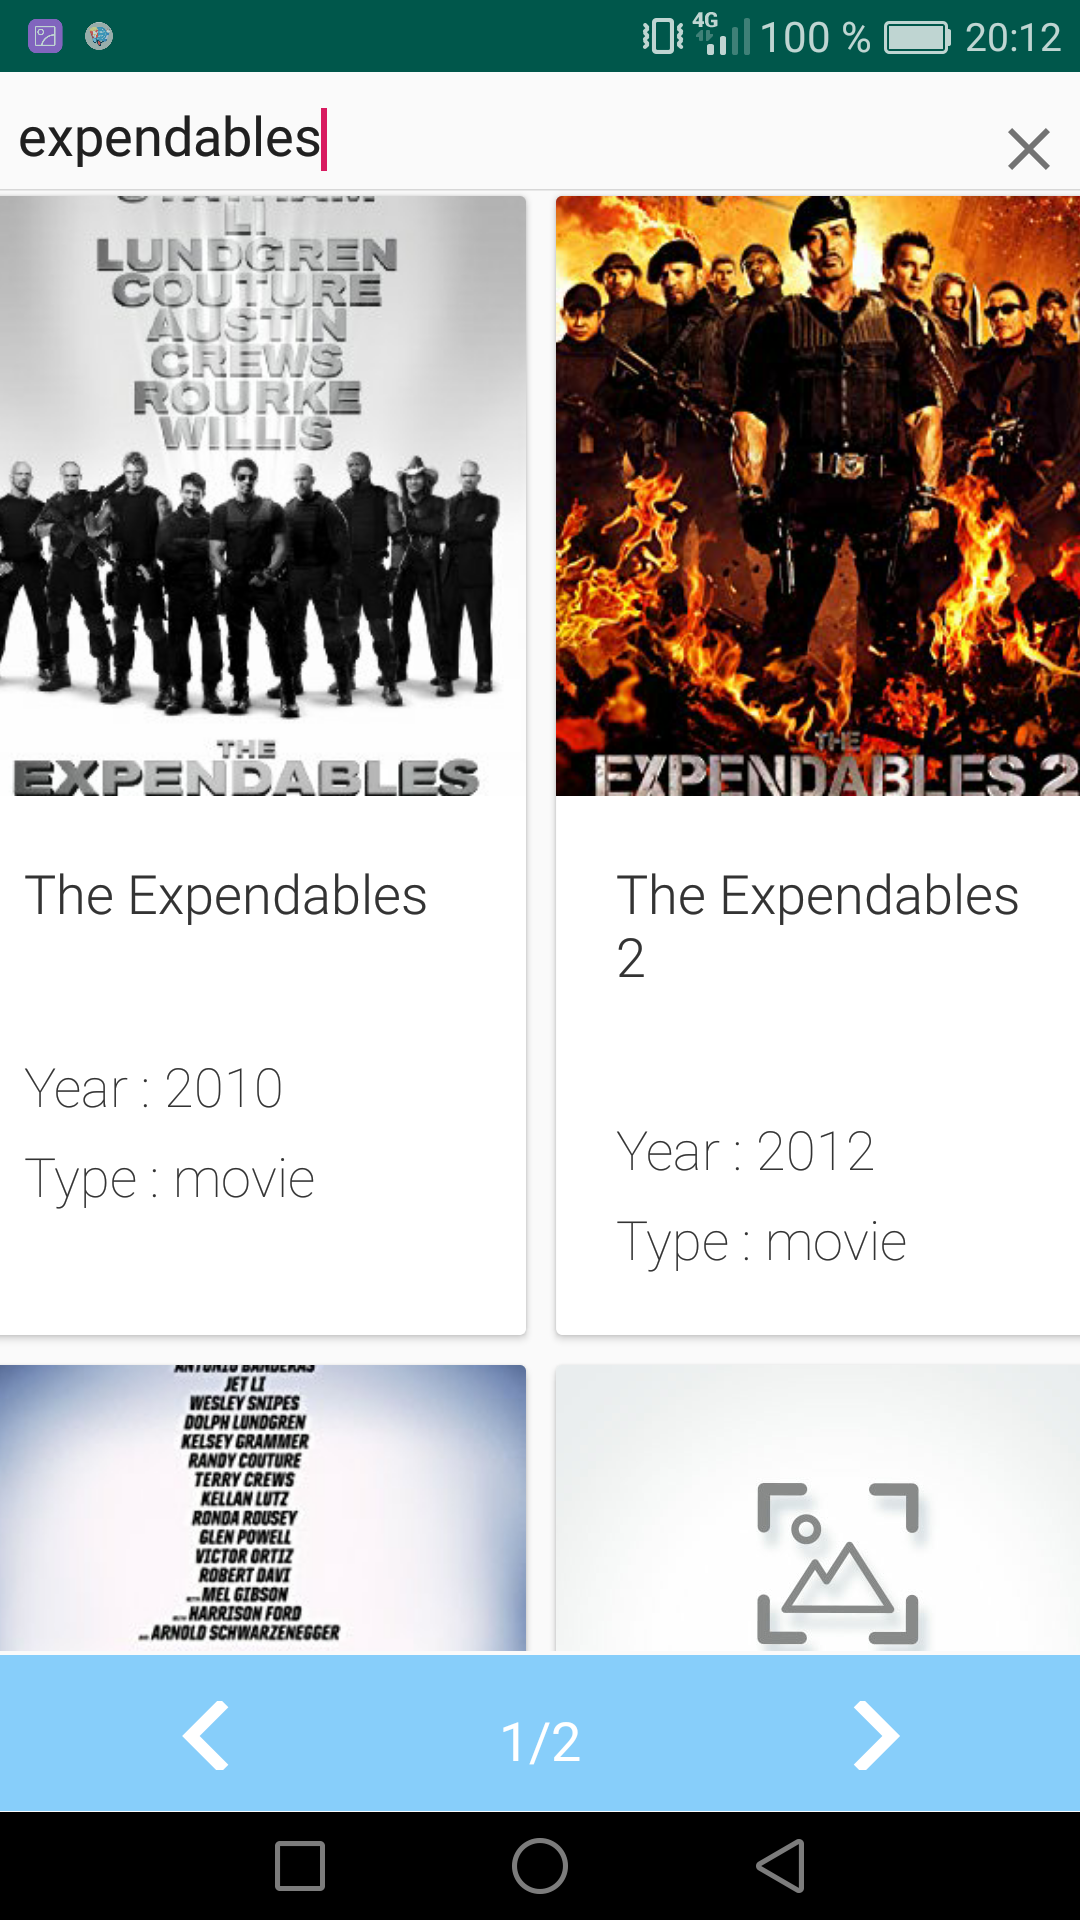 4G 100 % 20:12
expendables
LI
LUNDGREN
COUTURE
AUSTIN
CREWS
ROURKE
WILLIS
THE
EXPENDABLES
THE
EXPENDABLES 2
The Expendables
The Expendables
2
Year : 2010
Type : movie
Year : 2012
Type : movie
ANTONIO BANDERAS
JET LI
WESLEY SNIPES
DOLPH LUNDGREN
KELSEY GRAMMER
RANDY COUTURE
TERRY CREWS
KELLAN LUTZ
RONDA ROUSEY
GLEN POWELL
VICTOR ORTIZ
ROBERT DAVI
MEL GIBSON
HARRISON FORD
ARNOLD SCHWARZENEGGER
1/2